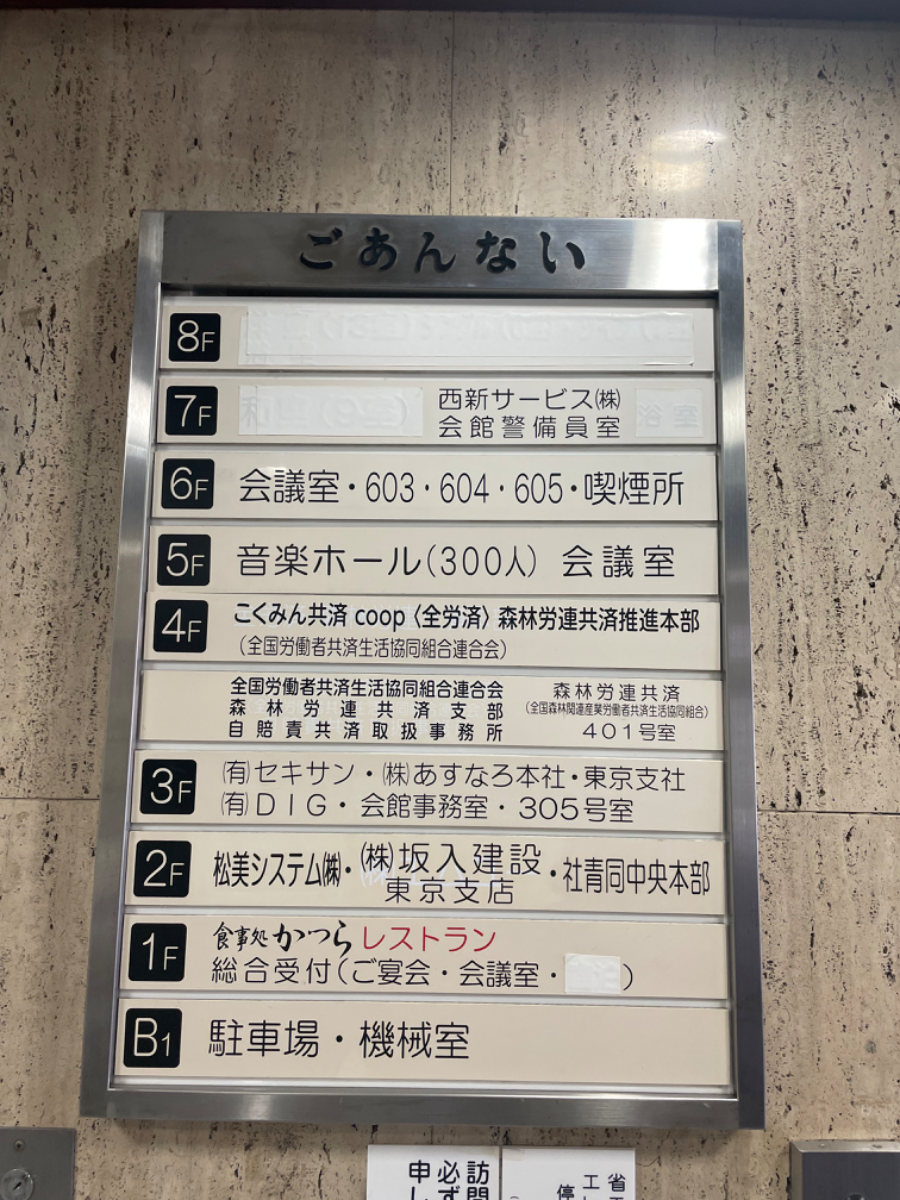 ごあんない
8F
7F 西新サービス㈱
会館警備員室 浴室
6F 会議室・603・604・605・喫煙所
5F 音楽ホール(300人) 会議室
4F こくみん共済 coop〈全労済〉森林労連共済推進本部
(全国労働者共済生活協同組合連合会)
全国労働者共済生活協同組合連合会
森林労連共済支部
自賠責共済取扱事務所
森林労連共済
(全国森林関連産業労働者共済生活協同組合)
401号室
3F ㈲セキサン・㈱あすなろ本社・東京支社
㈲DIG・会館事務室・305号室
2F 松美システム㈱・㈱坂入建設
東京支店
・社青同中央本部
1F 食事処かつらレストラン
総合受付(ご宴会・会議室・ )
B1 駐車場・機械室
訪問
必ず
申し
省エ
工レ
停